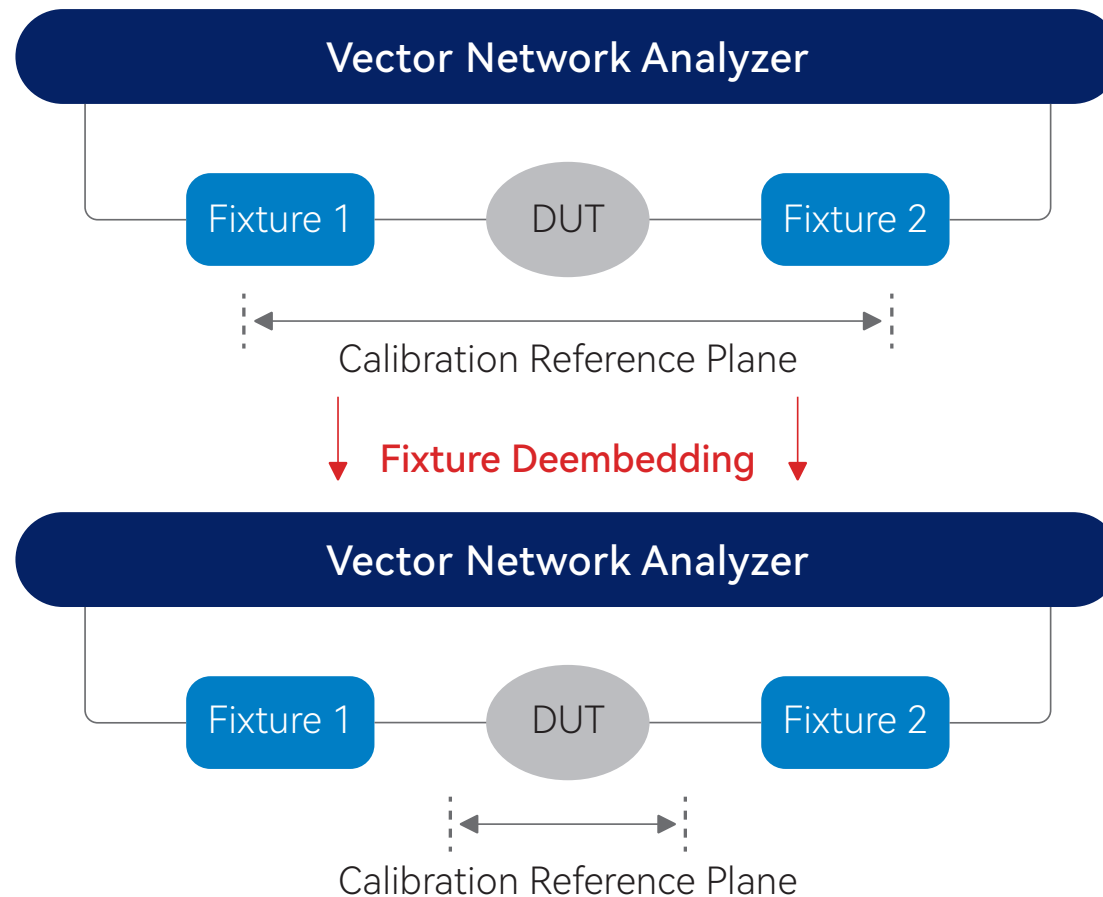 Vector Network Analyzer
Fixture 1
DUT
Fixture 2
Calibration Reference Plane
Fixture Deembedding
Vector Network Analyzer
Fixture 1
DUT
Fixture 2
Calibration Reference Plane